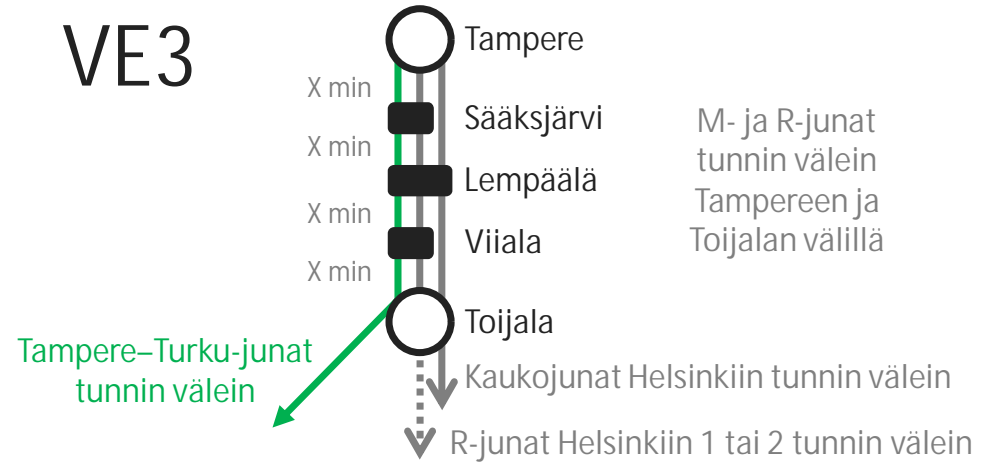 VE3
Tampere
X min
Sääksjärvi
X min
Lempäälä
X min
Viiala
X min
Toijala
M- ja R-junat
tunnin välein
Tampereen ja
Toijalan välillä
Tampere–Turku-junat
tunnin välein
Kaukojunat Helsinkiin tunnin välein
R-junat Helsinkiin 1 tai 2 tunnin välein